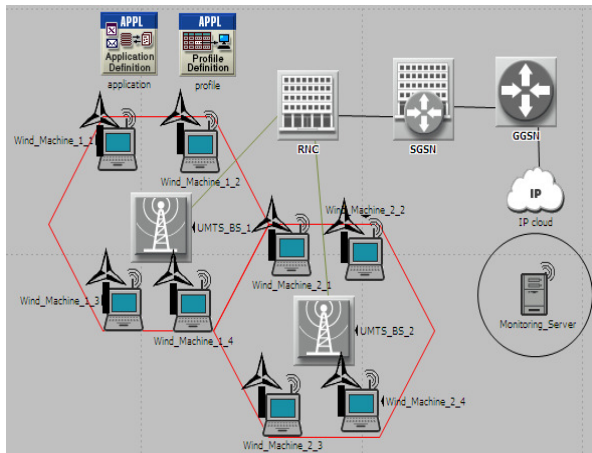 APPL
Application
Definition
application
APPL
Profile
Definition
profile
Wind_Machine_1_1
Wind_Machine_1_2
RNC
SGSN
GGSN
IP
IP cloud
UMTS_BS_1
Wind_Machine_2_2
Wind_Machine_2_1
Wind_Machine_1_3
Wind_Machine_1_4
UMTS_BS_2
Monitoring_Server
Wind_Machine_2_3
Wind_Machine_2_4